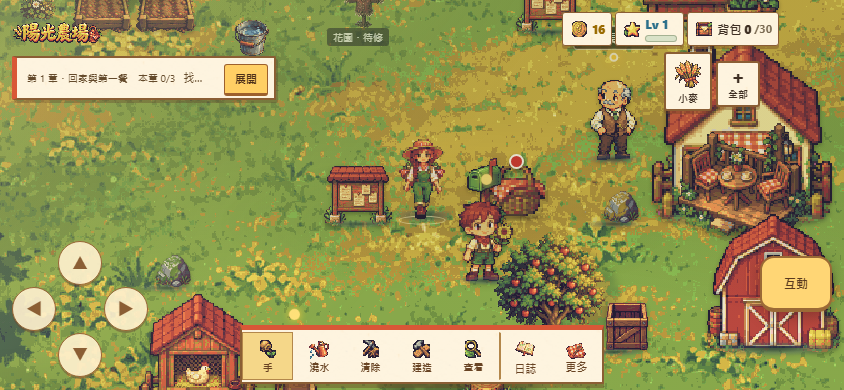 陽光農場
花圃·待修
16
Lv 1
背包 0 /30
第 1 章·回家與第一餐 本章 0/3 找...
展開
小麥
+
全部
互動
手
澆水
清除
建造
查看
日誌
更多